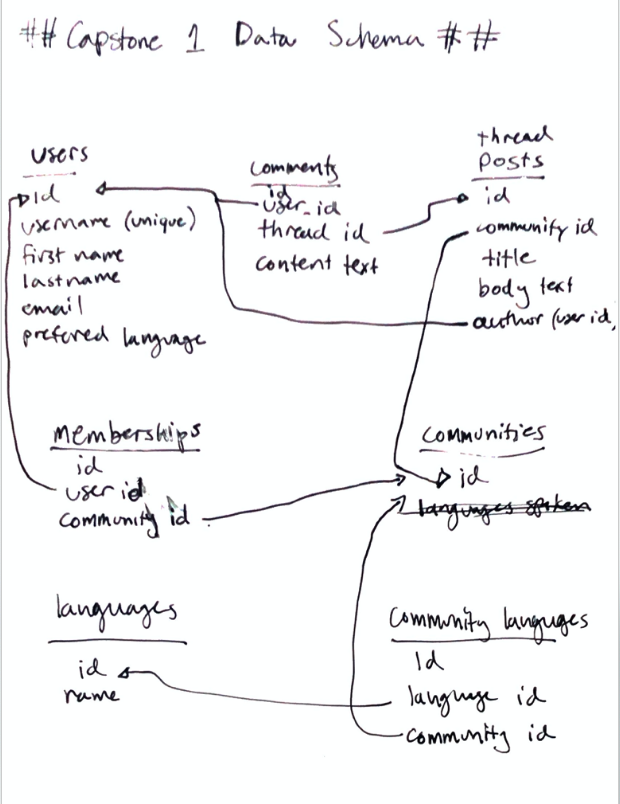 ## Capstone 1 Data Schema ##
users
id
username (unique)
first name
lastname
email
prefered language
comments
id
user_id
thread id
content text
thread
posts
id
community id
title
body text
author (user id,
memberships
id
user id
community id
communities
id
languages spoken
languages
id
name
community languges
Id
language id
community id